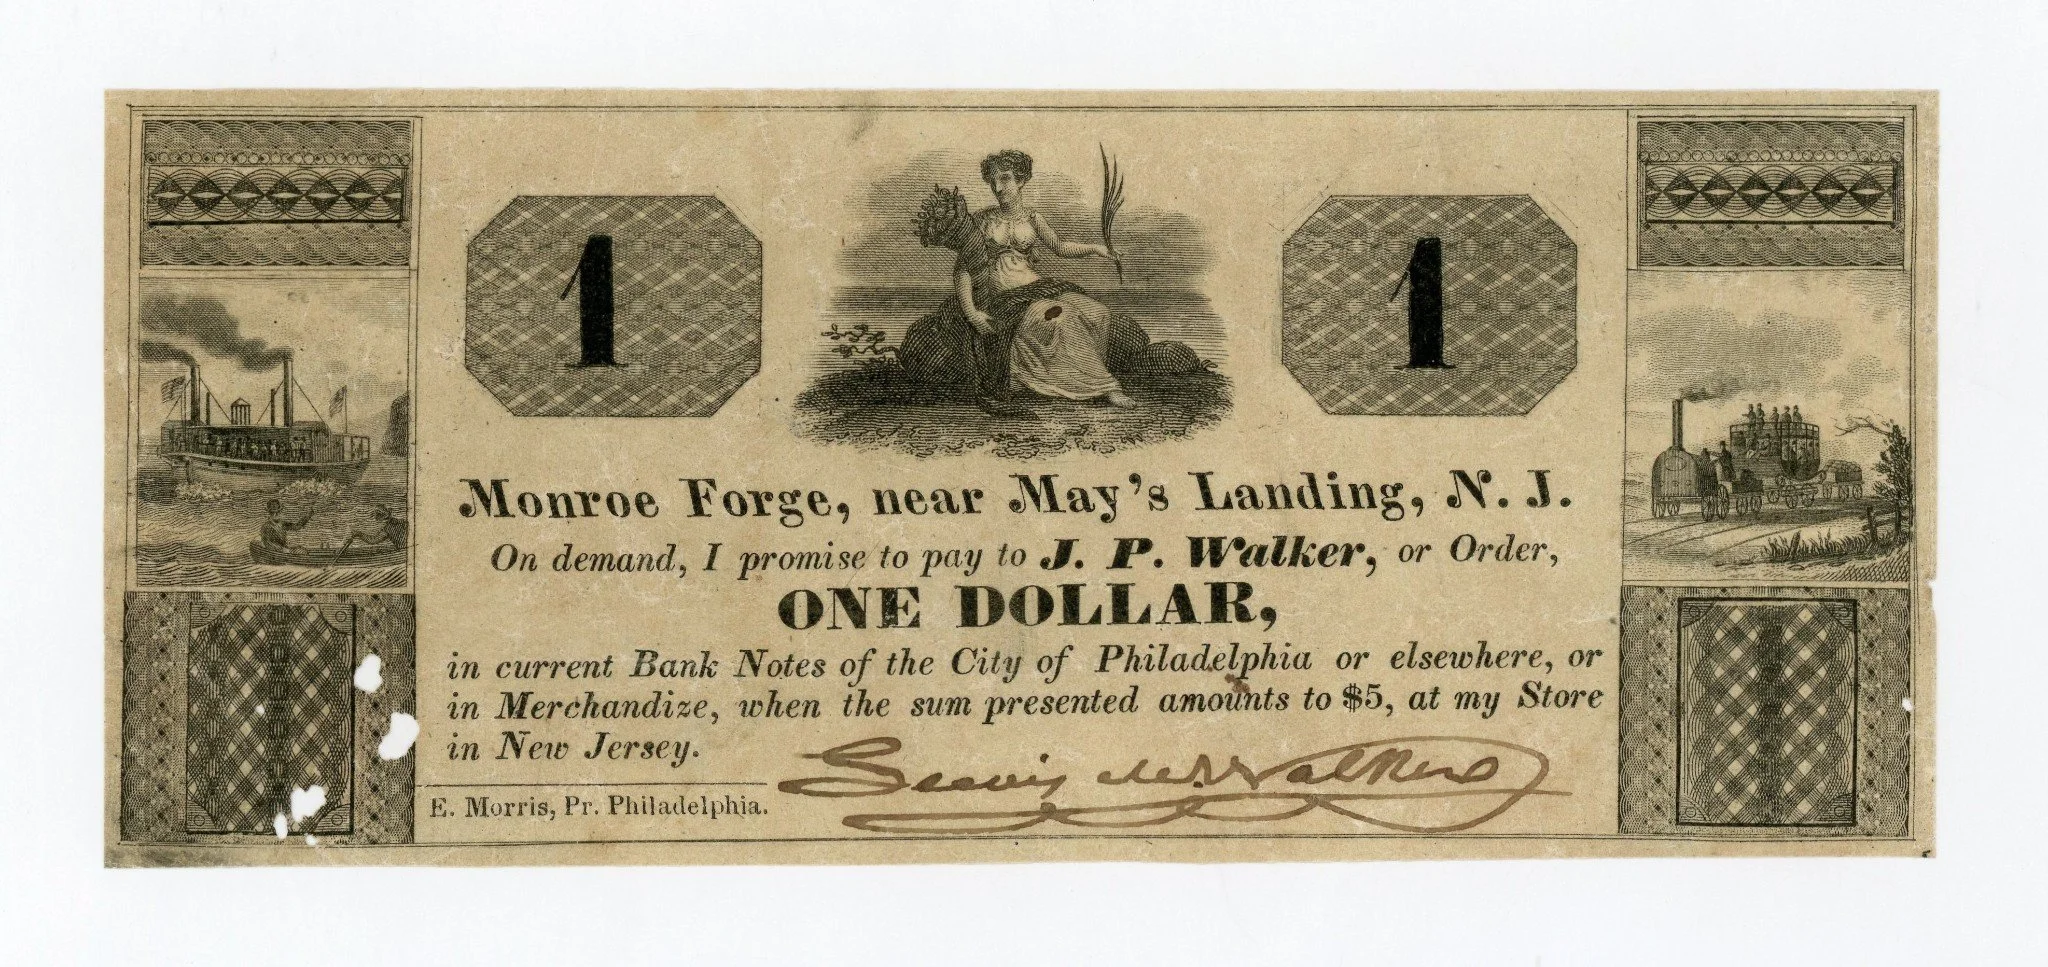 1 1
Monroe Forge, near May's Landing, N. J.
On demand, I promise to pay to J. P. Walker, or Order,
ONE DOLLAR,
in current Bank Notes of the City of Philadelphia or elsewhere, or
in Merchandize, when the sum presented amounts to $5, at my Store
in New Jersey.
Lewis M. Walker
E. Morris, Pr. Philadelphia.